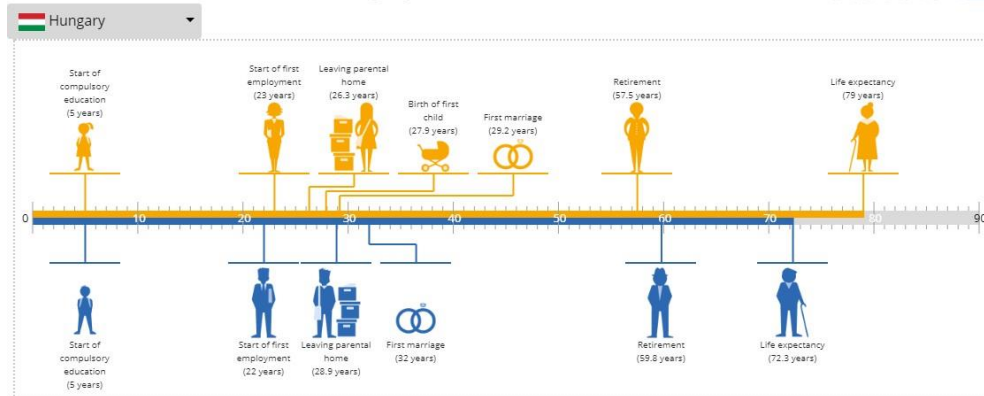 Hungary
Start of
compulsory
education
(5 years)
Start of first
employment
(23 years)
Leaving parental
home
(26.3 years)
Birth of first
child
(27.9 years)
First marriage
(29.2 years)
Retirement
(57.5 years)
Life expectancy
(79 years)
0 10 20 30 40 50 60 70 80 90
Start of
compulsory
education
(5 years)
Start of first
employment
(22 years)
Leaving parental
home
(28.9 years)
First marriage
(32 years)
Retirement
(59.8 years)
Life expectancy
(72.3 years)